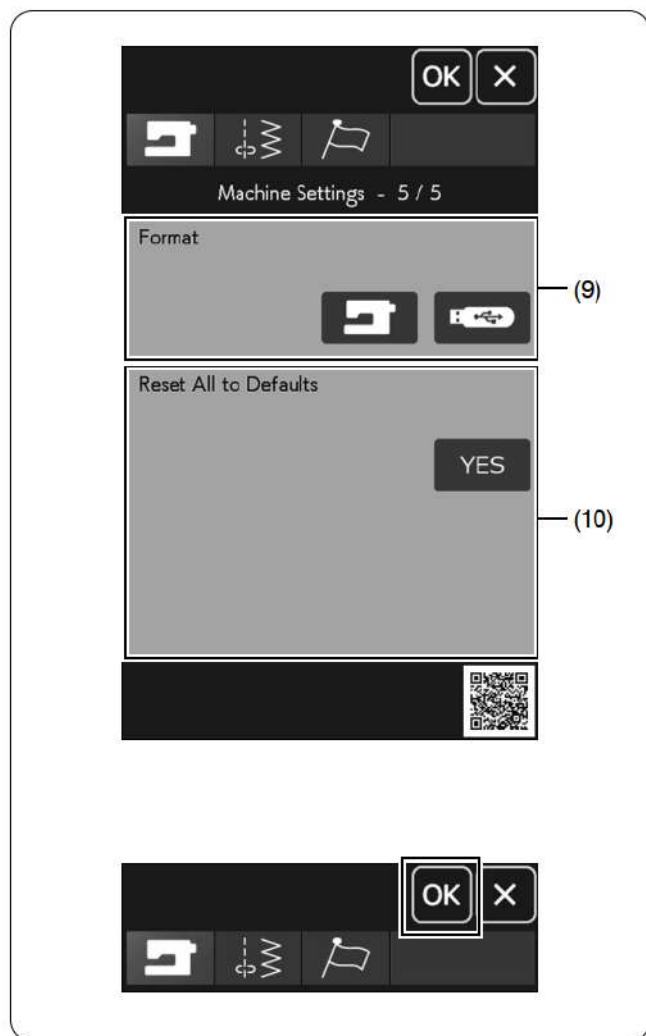 OK X
Machine Settings - 5 / 5
Format
(9)
Reset All to Defaults
YES
(10)
OK X